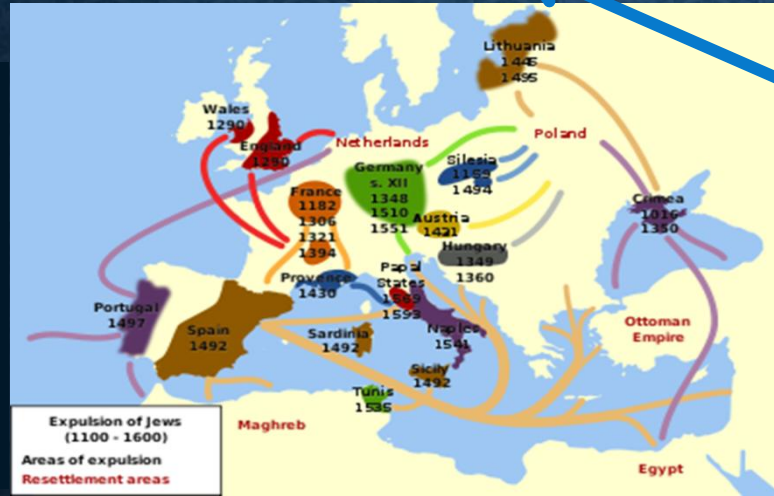 Lithuania
1445
1495
Wales
1290
England
1290
Netherlands
Poland
Germany
s. XII
1348
1510
1551
Silesia
1159
1494
France
1182
1306
1321
1394
Austria
1421
Crimea
1016
1350
Hungary
1349
1360
Provence
1430
Papal
States
1569
1593
Portugal
1497
Spain
1492
Sardinia
1492
Naples
1541
Ottoman
Empire
Sicily
1492
Tunis
1535
Expulsion of Jews
(1100 - 1600)
Areas of expulsion
Resettlement areas
Maghreb
Egypt